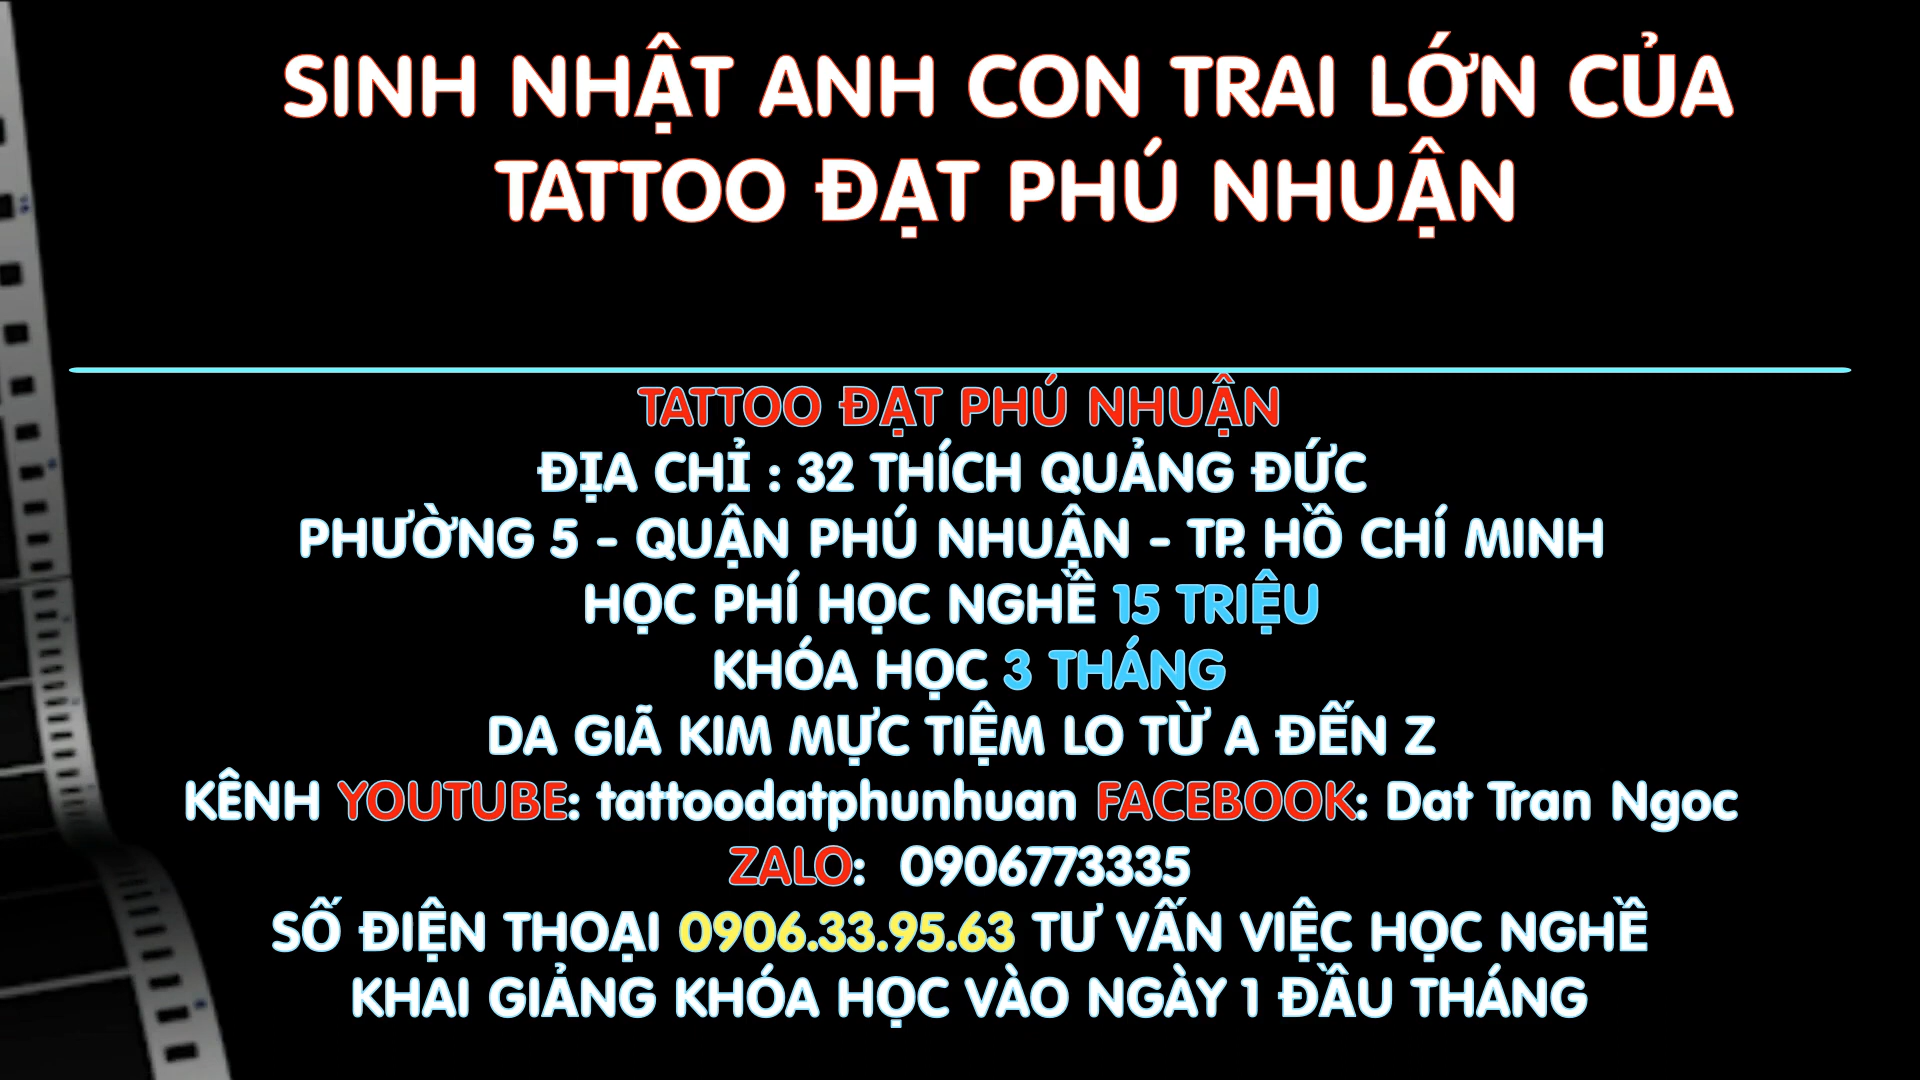 SINH NHẬT ANH CON TRAI LỚN CỦA
TATTOO ĐẠT PHÚ NHUẬN
TATTOO ĐẠT PHÚ NHUẬN
ĐỊA CHỈ : 32 THÍCH QUẢNG ĐỨC
PHƯỜNG 5 - QUẬN PHÚ NHUẬN - TP. HỒ CHÍ MINH
HỌC PHÍ HỌC NGHỀ 15 TRIỆU
KHÓA HỌC 3 THÁNG
DA GIÃ KIM MỰC TIỆM LO TỪ A ĐẾN Z
KÊNH YOUTUBE: tattoodatphunhuan FACEBOOK: Dat Tran Ngoc
ZALO: 0906773335
SỐ ĐIỆN THOẠI 0906.33.95.63 TƯ VẤN VIỆC HỌC NGHỀ
KHAI GIẢNG KHÓA HỌC VÀO NGÀY 1 ĐẦU THÁNG